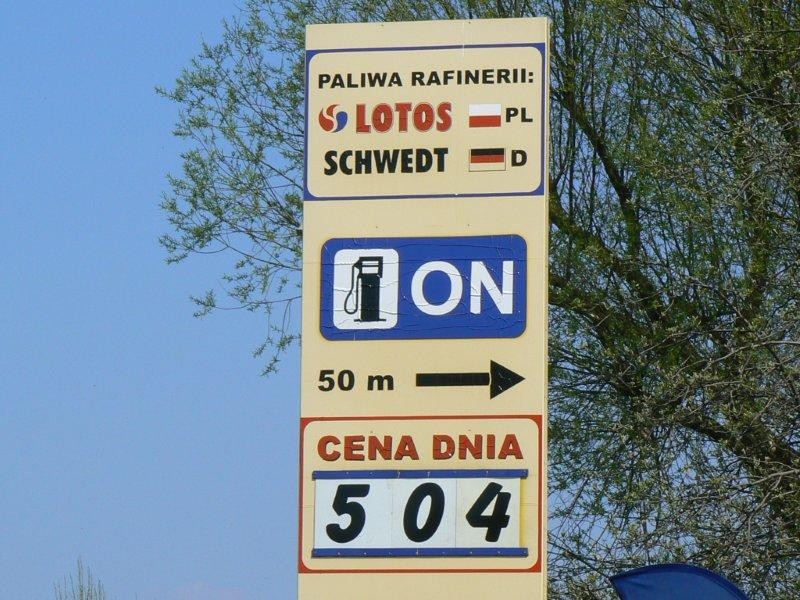 PALIWA RAFINERII:
LOTOS PL
SCHWEDT D
ON
50 m
CENA DNIA
504